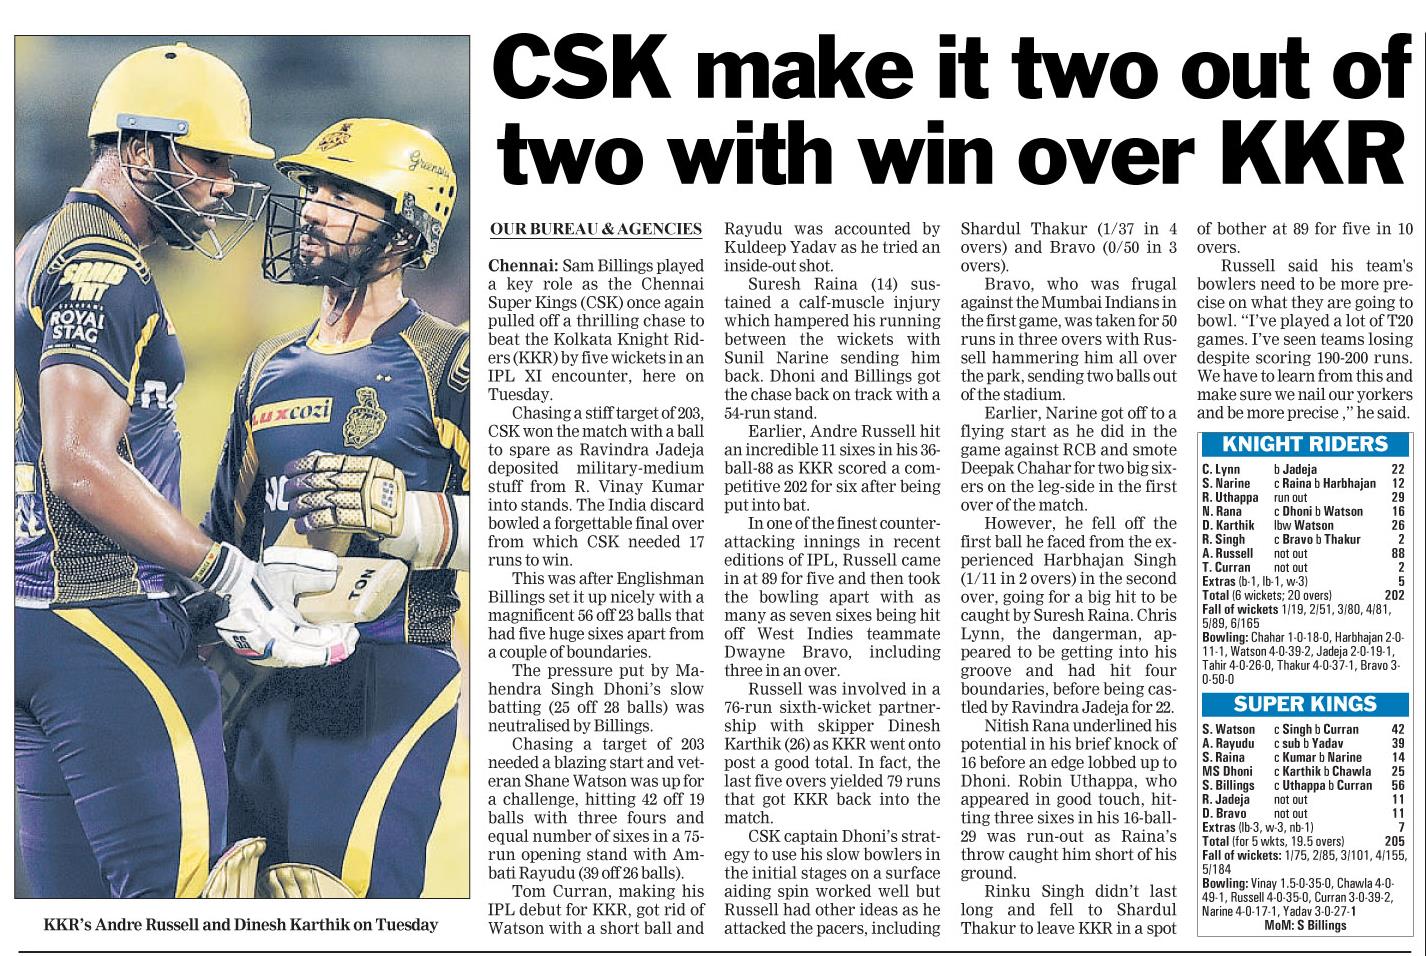 CSK make it two out of
two with win over KKR
OUR BUREAU & AGENCIES
Chennai: Sam Billings played
a key role as the Chennai
Super Kings (CSK) once again
pulled off a thrilling chase to
beat the Kolkata Knight Rid-
ers (KKR) by five wickets in an
IPL XI encounter, here on
Tuesday.
Chasing a stiff target of 203,
CSK won the match with a ball
to spare as Ravindra Jadeja
deposited military-medium
stuff from R. Vinay Kumar
into stands. The India discard
bowled a forgettable final over
from which CSK needed 17
runs to win.
This was after Englishman
Billings set it up nicely with a
magnificent 56 off 23 balls that
had five huge sixes apart from
a couple of boundaries.
The pressure put by Ma-
hendra Singh Dhoni's slow
batting (25 off 28 balls) was
neutralised by Billings.
Chasing a target of 203
needed a blazing start and vet-
eran Shane Watson was up for
a challenge, hitting 42 off 19
balls with three fours and
equal number of sixes in a 75-
run opening stand with Am-
bati Rayudu (39 off 26 balls).
Tom Curran, making his
IPL debut for KKR, got rid of
Watson with a short ball and
Rayudu was accounted by
Kuldeep Yadav as he tried an
inside-out shot.
Suresh Raina (14) sus-
tained a calf-muscle injury
which hampered his running
between the wickets with
Sunil Narine sending him
back. Dhoni and Billings got
the chase back on track with a
54-run stand.
Earlier, Andre Russell hit
an incredible 11 sixes in his 36-
ball-88 as KKR scored a com-
petitive 202 for six after being
put into bat.
In one of the finest counter-
attacking innings in recent
editions of IPL, Russell came
in at 89 for five and then took
the bowling apart with as
many as seven sixes being hit
off West Indies teammate
Dwayne Bravo, including
three in an over.
Russell was involved in a
76-run sixth-wicket partner-
ship with skipper Dinesh
Karthik (26) as KKR went onto
post a good total. In fact, the
last five overs yielded 79 runs
that got KKR back into the
match.
CSK captain Dhoni's strat-
egy to use his slow bowlers in
the initial stages on a surface
aiding spin worked well but
Russell had other ideas as he
attacked the pacers, including
Shardul Thakur (1/37 in 4
overs) and Bravo (0/50 in 3
overs).
Bravo, who was frugal
against the Mumbai Indians in
the first game, was taken for 50
runs in three overs with Rus-
sell hammering him all over
the park, sending two balls out
of the stadium.
Earlier, Narine got off to a
flying start as he did in the
game against RCB and smote
Deepak Chahar for two big six-
ers on the leg-side in the first
over of the match.
However, he fell off the
first ball he faced from the ex-
perienced Harbhajan Singh
(1/11 in 2 overs) in the second
over, going for a big hit to be
caught by Suresh Raina. Chris
Lynn, the dangerman, ap-
peared to be getting into his
groove and had hit four
boundaries, before being cas-
tled by Ravindra Jadeja for 22.
Nitish Rana underlined his
potential in his brief knock of
16 before an edge lobbed up to
Dhoni. Robin Uthappa, who
appeared in good touch, hit-
ting three sixes in his 16-ball-
29 was run-out as Raina's
throw caught him short of his
ground.
Rinku Singh didn't last
long and fell to Shardul
Thakur to leave KKR in a spot
of bother at 89 for five in 10
overs.
Russell said his team's
bowlers need to be more pre-
cise on what they are going to
bowl. “I've played a lot of T20
games. I've seen teams losing
despite scoring 190-200 runs.
We have to learn from this and
make sure we nail our yorkers
and be more precise ,” he said.
KNIGHT RIDERS
C. Lynn b Jadeja 22
S. Narine c Raina b Harbhajan 12
R. Uthappa run out 29
N. Rana c Dhoni b Watson 16
D. Karthik lbw Watson 26
R. Singh c Bravo b Thakur 2
A. Russell not out 88
T. Curran not out 2
Extras (b-1, lb-1, w-3) 5
Total (6 wickets; 20 overs) 202
Fall of wickets 1/19, 2/51, 3/80, 4/81,
5/89, 6/165
Bowling: Chahar 1-0-18-0, Harbhajan 2-0-
11-1, Watson 4-0-39-2, Jadeja 2-0-19-1,
Tahir 4-0-26-0, Thakur 4-0-37-1, Bravo 3-
0-50-0
SUPER KINGS
S. Watson c Singh b Curran 42
A. Rayudu c sub b Yadav 39
S. Raina c Kumar b Narine 14
MS Dhoni c Karthik b Chawla 25
S. Billings c Uthappa b Curran 56
R. Jadeja not out 11
D. Bravo not out 11
Extras (lb-3, w-3, nb-1) 7
Total (for 5 wkts, 19.5 overs) 205
Fall of wickets: 1/75, 2/85, 3/101, 4/155,
5/184
Bowling: Vinay 1.5-0-35-0, Chawla 4-0-
49-1, Russell 4-0-35-0, Curran 3-0-39-2,
Narine 4-0-17-1, Yadav 3-0-27-1
MoM: S Billings
KKR's Andre Russell and Dinesh Karthik on Tuesday
ROYAL
STAG
LUX cozi
TON
SS